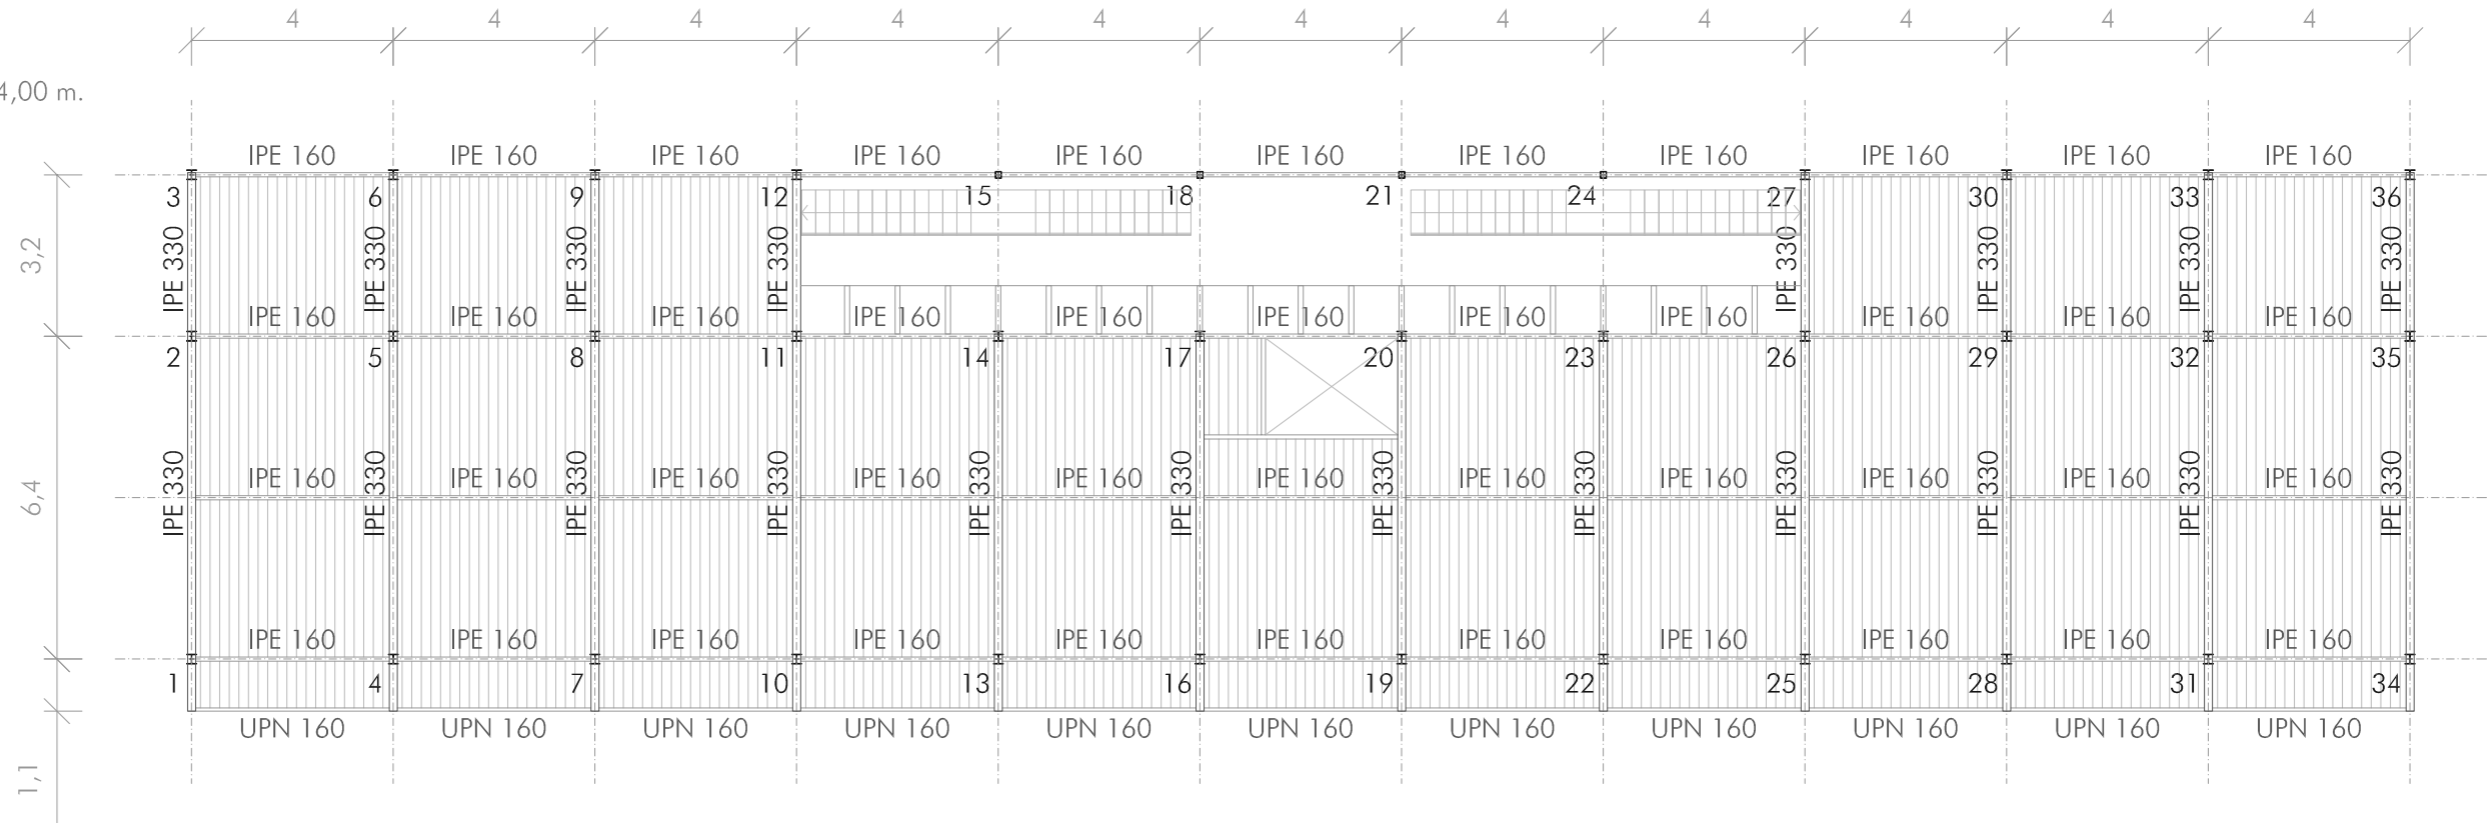 4 4 4 4 4 4 4 4 4 4 4
4,00 m.
IPE 160 IPE 160 IPE 160 IPE 160 IPE 160 IPE 160 IPE 160 IPE 160 IPE 160 IPE 160 IPE 160
3 6 9 12 15 18 21 24 27 30 33 36
3,2
IPE 330 IPE 330 IPE 330 IPE 330 IPE 330 IPE 330 IPE 330 IPE 330
IPE 160 IPE 160 IPE 160 IPE 160 IPE 160 IPE 160 IPE 160 IPE 160 IPE 160 IPE 160 IPE 160
2 5 8 11 14 17 20 23 26 29 32 35
IPE 160 IPE 160 IPE 160 IPE 160 IPE 160 IPE 160 IPE 160 IPE 160 IPE 160 IPE 160 IPE 160
6,4
IPE 330 IPE 330 IPE 330 IPE 330 IPE 330 IPE 330 IPE 330 IPE 330 IPE 330 IPE 330 IPE 330 IPE 330
IPE 160 IPE 160 IPE 160 IPE 160 IPE 160 IPE 160 IPE 160 IPE 160 IPE 160 IPE 160 IPE 160
1 4 7 10 13 16 19 22 25 28 31 34
UPN 160 UPN 160 UPN 160 UPN 160 UPN 160 UPN 160 UPN 160 UPN 160 UPN 160 UPN 160 UPN 160
1,1